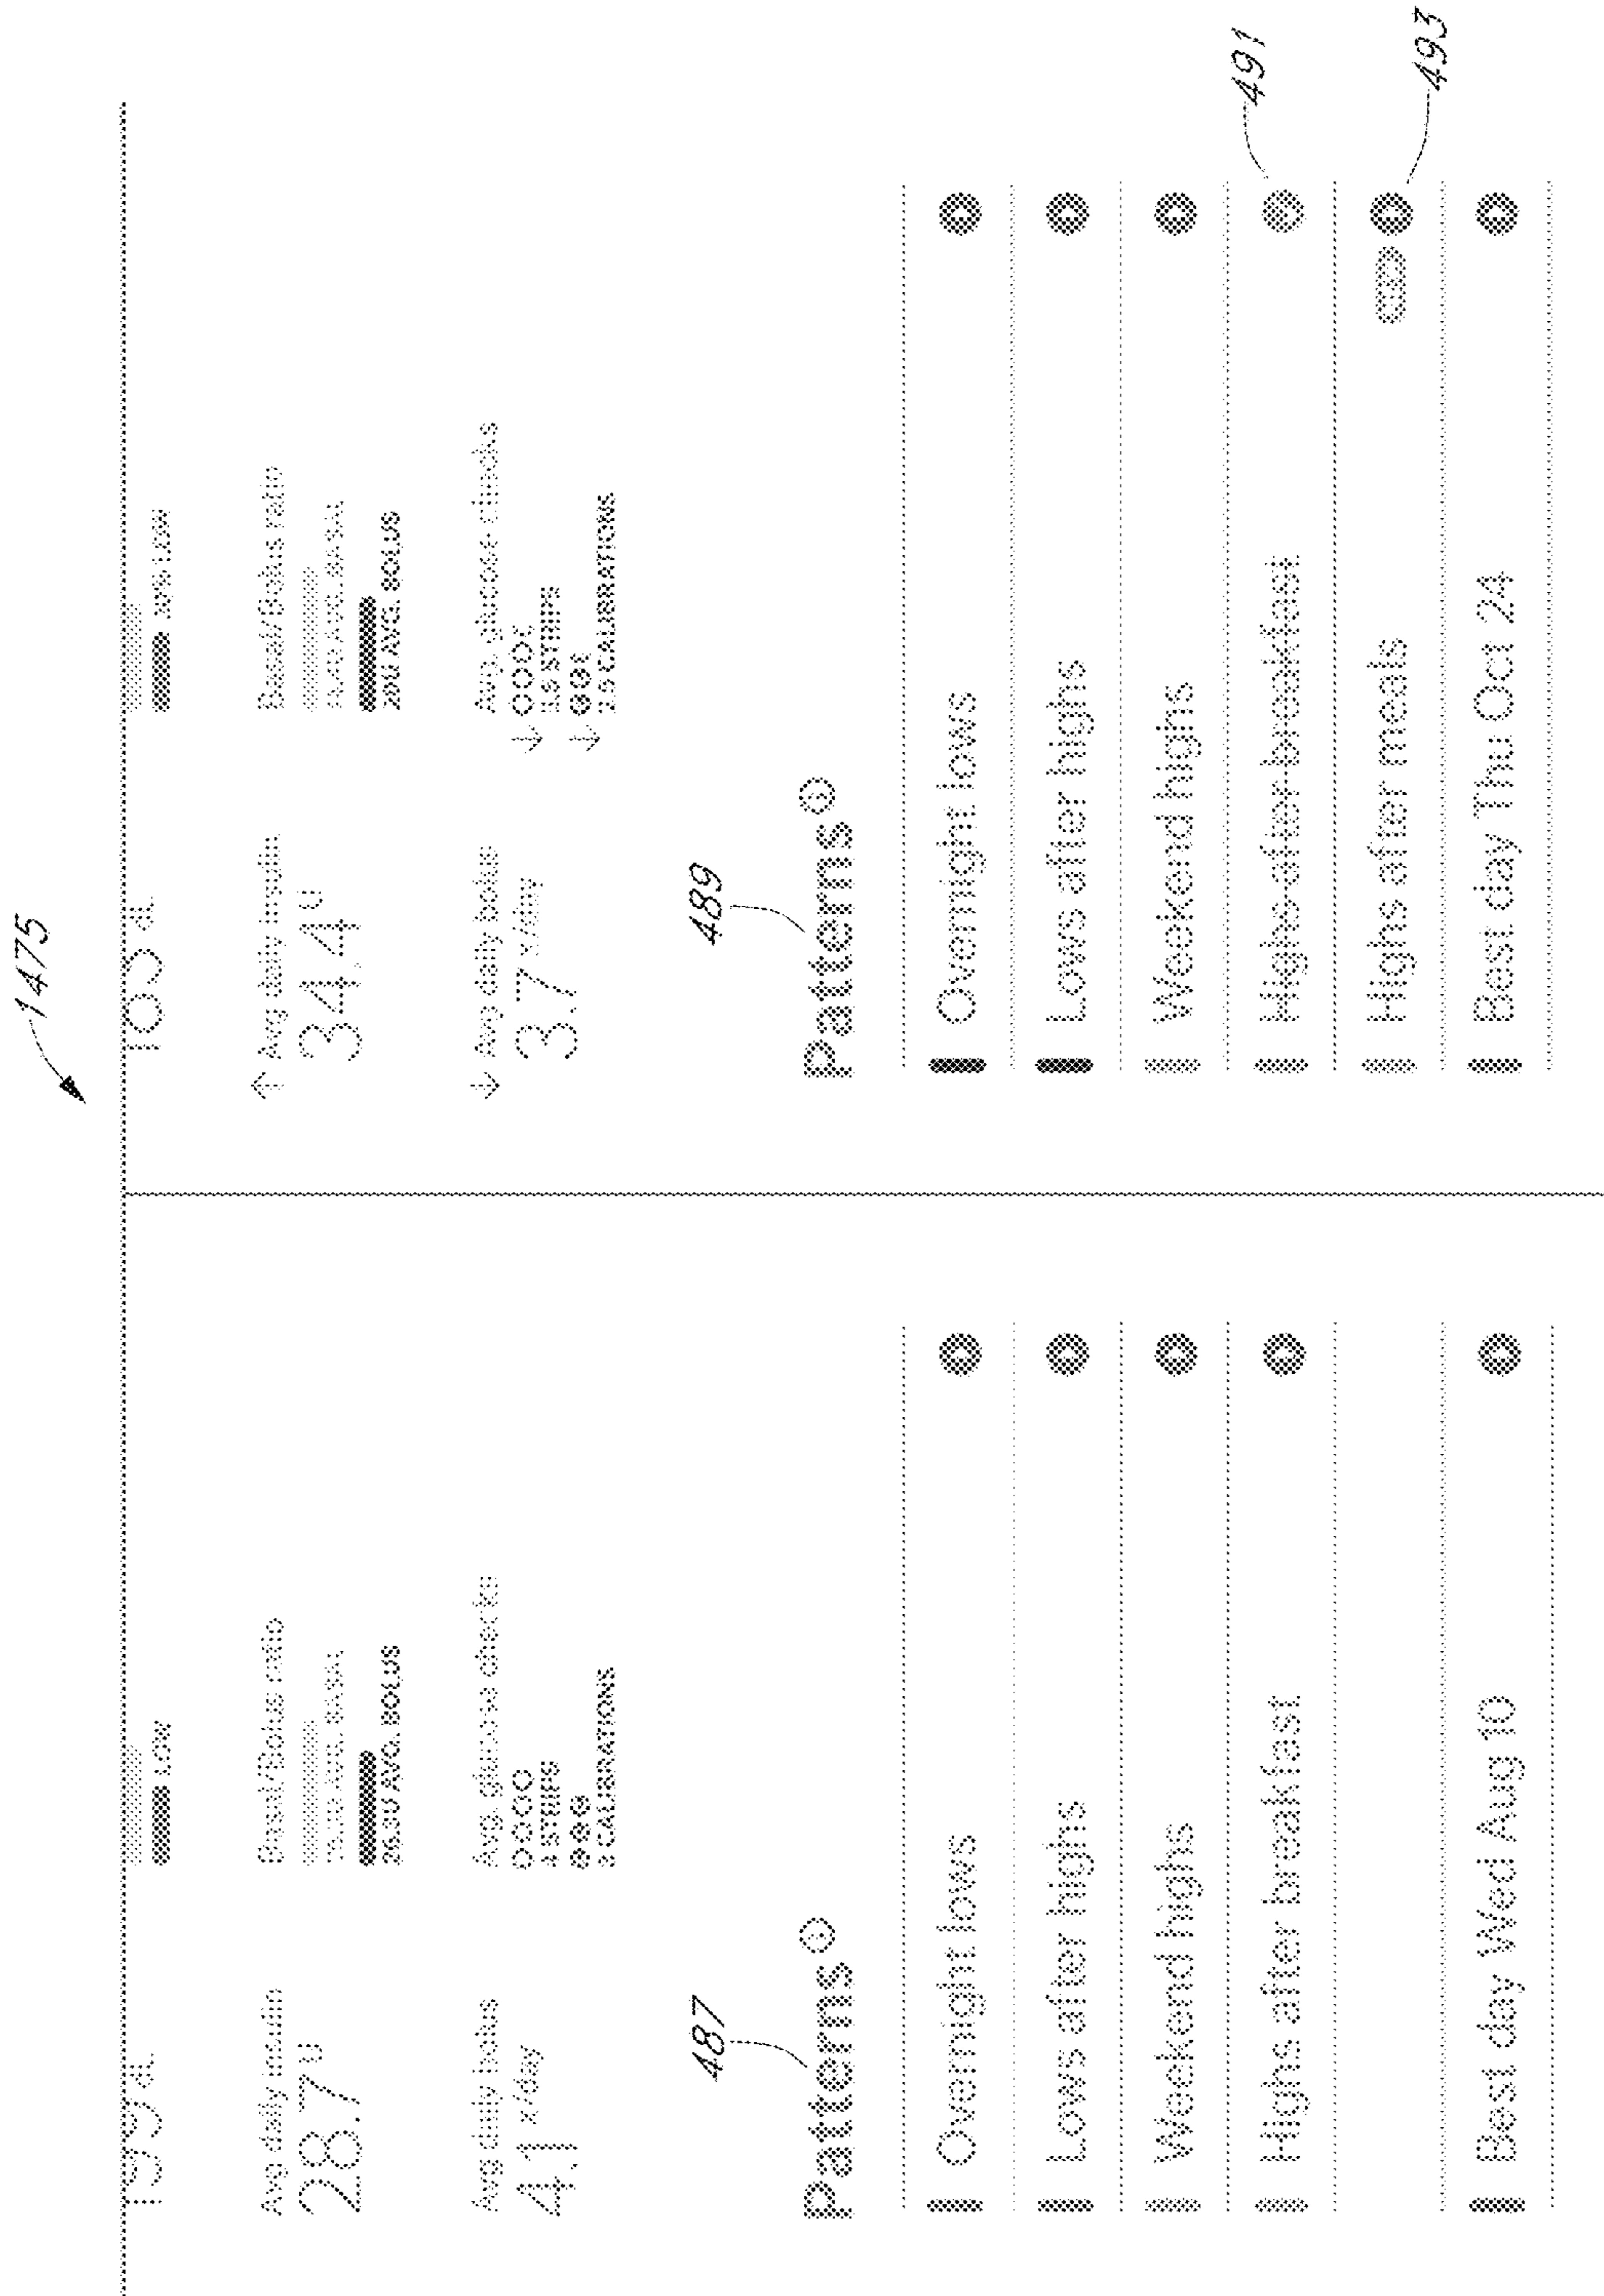 1475
Avg daily insulin
28.7 U
Basal/Bolus ratio
AVG. BOLUS
Avg daily bolus
4.1 x/day
Avg. glucose checks
4 STRIPS
3 CALIBRATIONS
LOW
487
Patterns
Overnight lows
Lows after highs
Weekend highs
Highs after breakfast
Best day Wed Aug 10
LOW
Avg daily insulin
34.4 U
Basal/Bolus ratio
AVG. BOLUS
Avg daily bolus
3.7 x/day
Avg. glucose checks
STRIPS
CALIBRATIONS
489
Patterns
Overnight lows
Lows after highs
Weekend highs
Highs after breakfast
491
Highs after meals
493
Best day Thu Oct 24